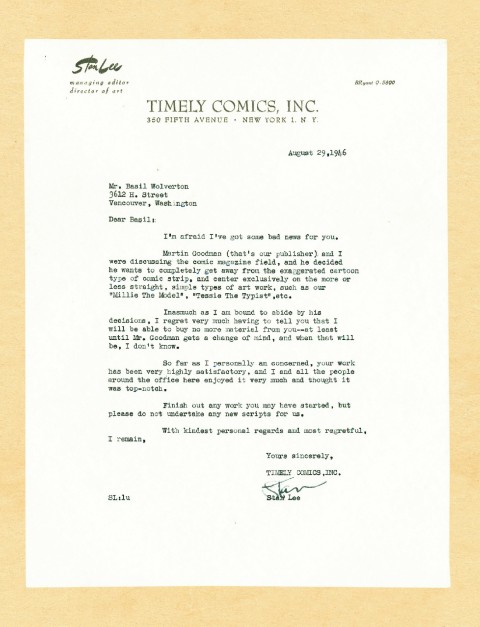 Stan Lee
managing editor
director of art
BRyant 9-5900
TIMELY COMICS, INC.
350 FIFTH AVENUE • NEW YORK 1. N. Y.
August 29,1946
Mr. Basil Wolverton
3612 H. Street
Vancouver, Washington
Dear Basil:
I'm afraid I've got some bad news for you.
Martin Goodman (that's our publisher) and I
were discussing the comic magazine field, and he decided
he wants to completely get away from the exaggerated cartoon
type of comic strip, and center exclusively on the more or
less straight, simple types of art work, such as our
"Millie The Model", "Tessie The Typist",etc.
Inasmuch as I am bound to abide by his
decisions, I regret very much having to tell you that I
will be able to buy no more material from you--at least
until Mr. Goodman gets a change of mind, and when that will
be, I don't know.
So far as I personally am concerned, your work
has been very highly satisfactory, and I and all the people
around the office here enjoyed it very much and thought it
was top-notch.
Finish out any work you may have started, but
please do not undertake any new scripts for us.
With kindest personal regards and most regretful,
I remain,
Yours sincerely,
TIMELY COMICS,INC.
Stan
Stan Lee
SL:lu